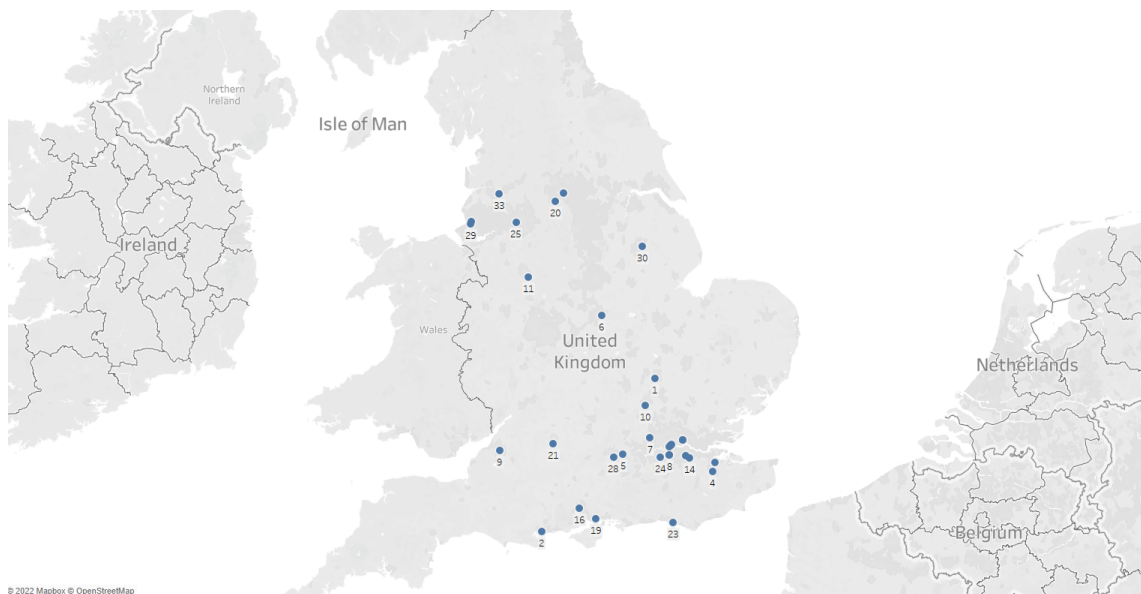 Northern
Ireland
Isle of Man
33
20
29
25
Ireland
30
11
Wales
6
United
Kingdom
Netherlands
1
10
7
21
9
28
5
24
8
14
4
16
19
23
2
Belgium
© 2022 Mapbox © OpenStreetMap